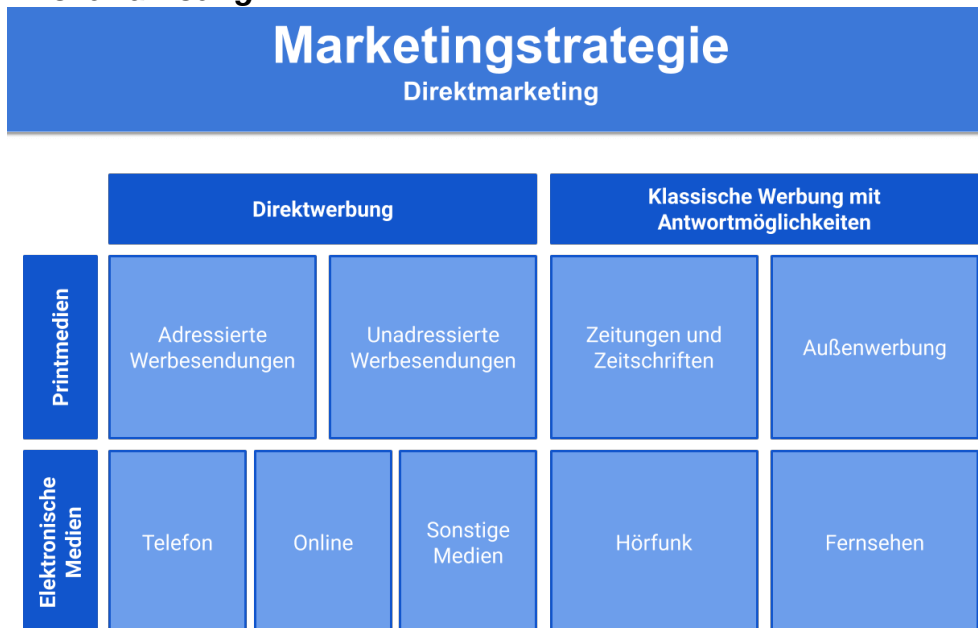 Marketingstrategie
Direktmarketing
Direktwerbung
Klassische Werbung mit
Antwortmöglichkeiten
Printmedien
Adressierte
Werbesendungen
Unadressierte
Werbesendungen
Zeitungen und
Zeitschriften
Außenwerbung
Elektronische
Medien
Telefon
Online
Sonstige
Medien
Hörfunk
Fernsehen